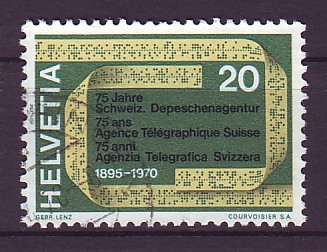 HELVETIA
20
75 Jahre
Schweiz. Depeschenagentur
75 ans
Agence Télégraphique Suisse
75 anni
Agenzia Telegrafica Svizzera
1895-1970
GEBR. LENZ
COURVOISIER S.A.